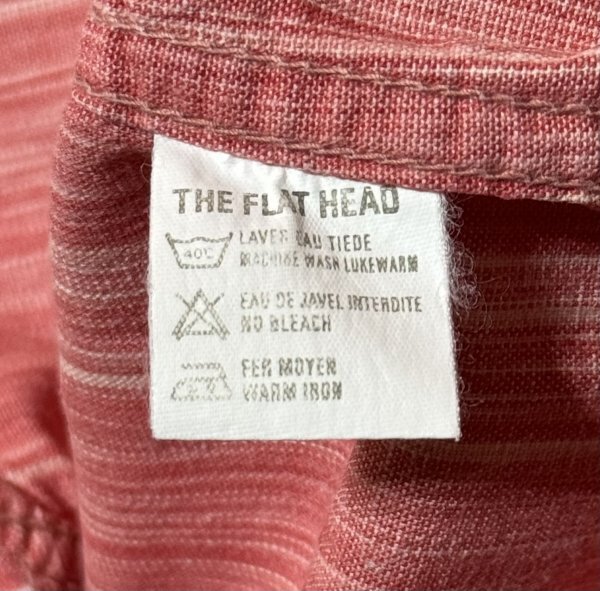 THE FLAT HEAD
40°C
LAVER EAU TIEDE
MACHINE WASH LUKEWARM
EAU DE JAVEL INTERDITE
NO BLEACH
FER MOYEN
WARM IRON